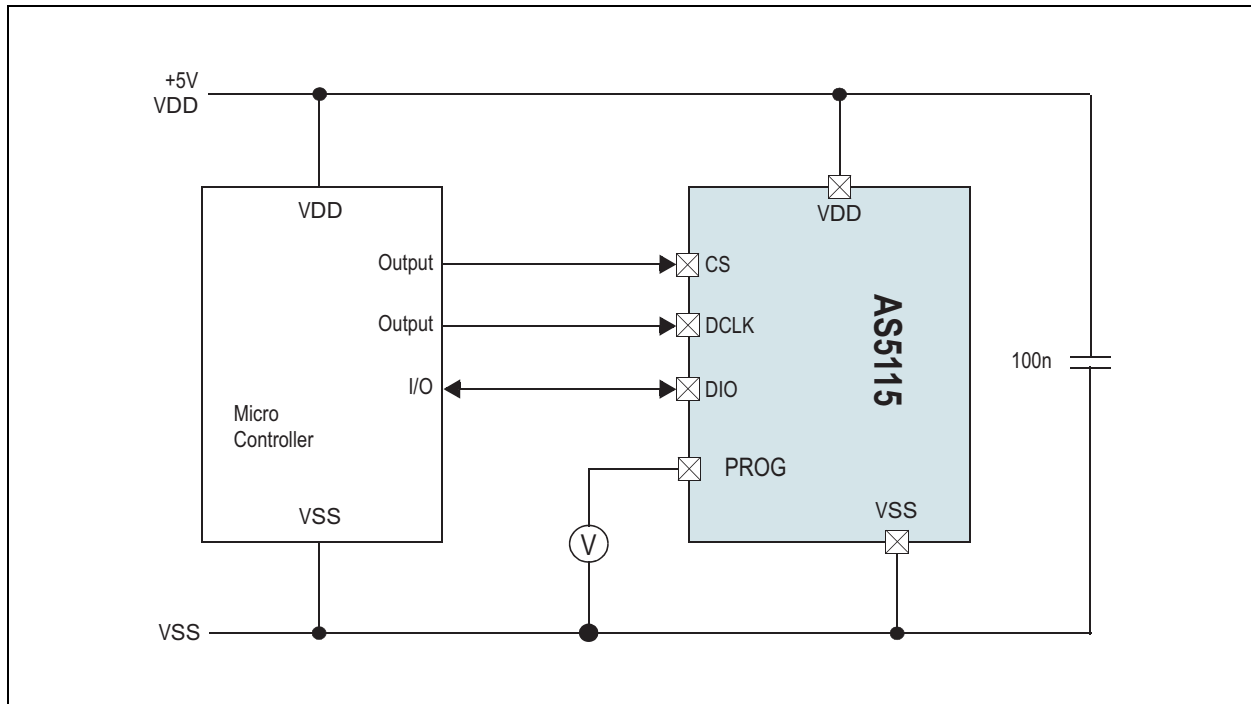 +5V
VDD
VDD
VDD
Output
CS
Output
DCLK
I/O
DIO
AS5115
100n
Micro
Controller
PROG
VSS
VSS
V
VSS